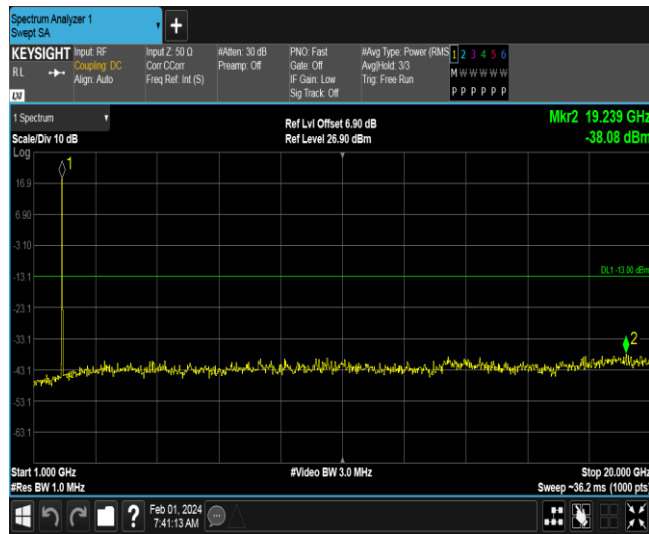 Spectrum Analyzer 1
Swept SA
+
KEYSIGHT
RL
LXI
Input: RF
Coupling: DC
Align: Auto
Input Z: 50 Ω
Corr CCorr
Freq Ref: Int (S)
#Atten: 30 dB
Preamp: Off
PNO: Fast
Gate: Off
IF Gain: Low
Sig Track: Off
#Avg Type: Power (RMS
Avg|Hold: 3/3
Trig: Free Run
1 2 3 4 5 6
M W W W W W
P P P P P P
1 Spectrum
Scale/Div 10 dB
Log
Ref Lvl Offset 6.90 dB
Ref Level 26.90 dBm
Mkr2 19.239 GHz
-38.08 dBm
1
16.9
6.90
-3.10
-13.1
DL1 -13.00 dBm
-23.1
-33.1
2
-43.1
-53.1
-63.1
Start 1.000 GHz
#Res BW 1.0 MHz
#Video BW 3.0 MHz
Stop 20.000 GHz
Sweep ~36.2 ms (1000 pts)
?
Feb 01, 2024
7:41:13 AM